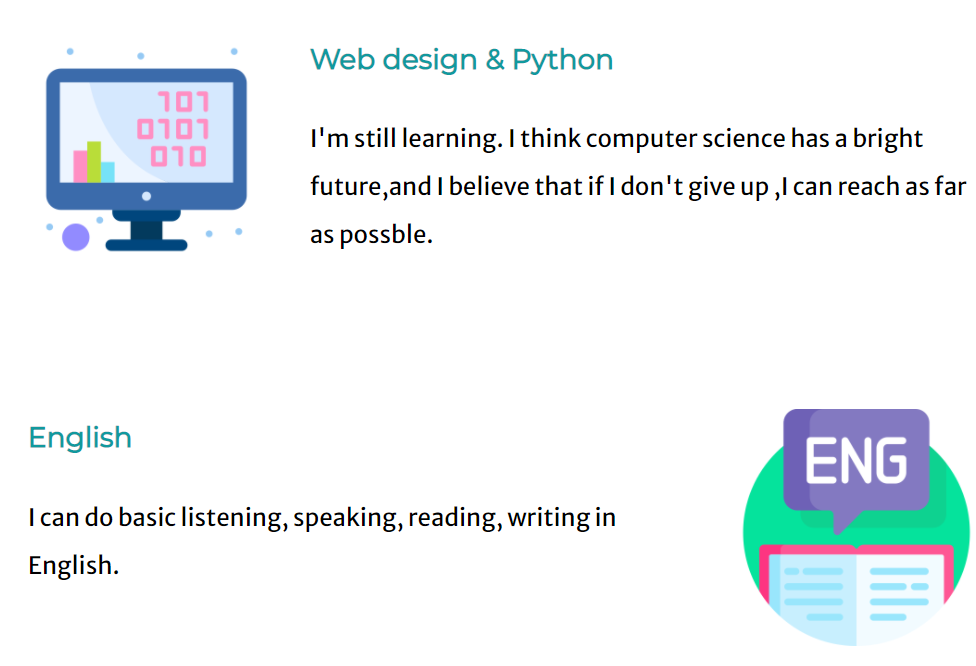 Web design & Python
101
0101
010
I'm still learning. I think computer science has a bright
future,and I believe that if I don't give up ,I can reach as far
as possble.
English
ENG
I can do basic listening, speaking, reading, writing in
English.